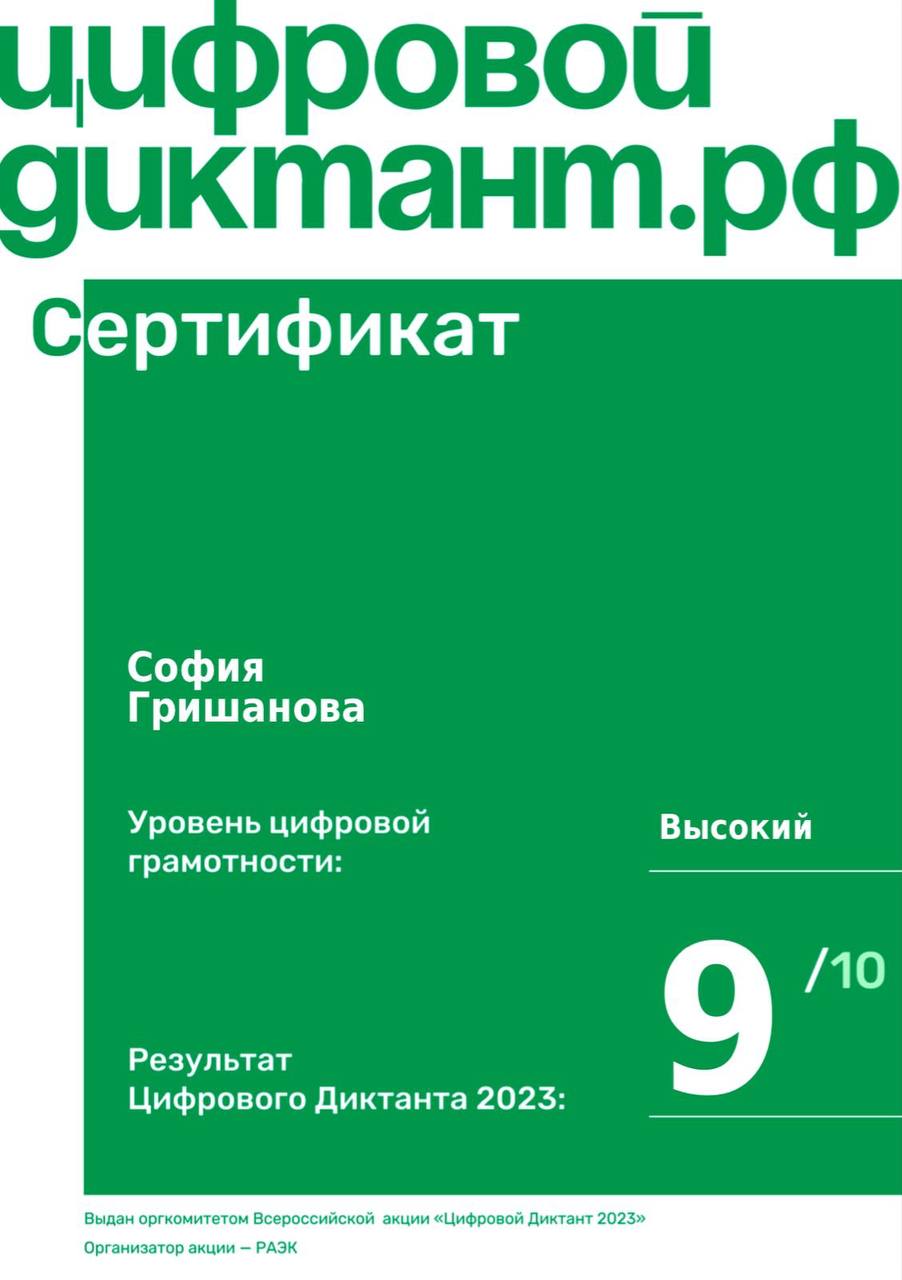 цифровой
диктант.рф
Сертификат
София
Гришанова
Уровень цифровой
грамотности:
Высокий
9 /10
Результат
Цифрового Диктанта 2023:
Выдан оргкомитетом Всероссийской акции «Цифровой Диктант 2023»
Организатор акции — РАЭК